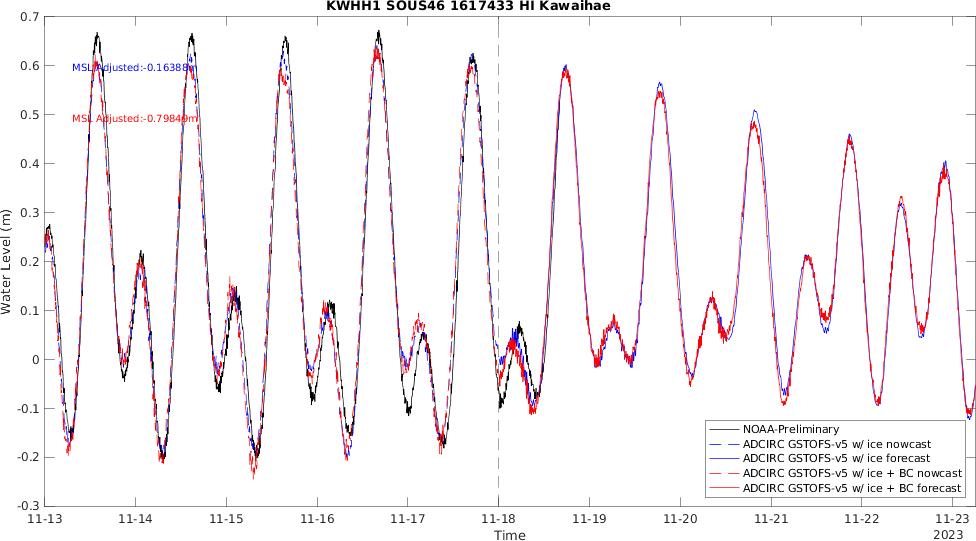 KWHH1 SOUS46 1617433 HI Kawaihae
Water Level (m)
0.7
0.6
0.5
0.4
0.3
0.2
0.1
0
-0.1
-0.2
-0.3
MSL Adjusted:-0.16388m
MSL Adjusted:-0.79849m
NOAA-Preliminary
ADCIRC GSTOFS-v5 w/ ice nowcast
ADCIRC GSTOFS-v5 w/ ice forecast
ADCIRC GSTOFS-v5 w/ ice + BC nowcast
ADCIRC GSTOFS-v5 w/ ice + BC forecast
11-13 11-14 11-15 11-16 11-17 11-18 11-19 11-20 11-21 11-22 11-23
Time
2023